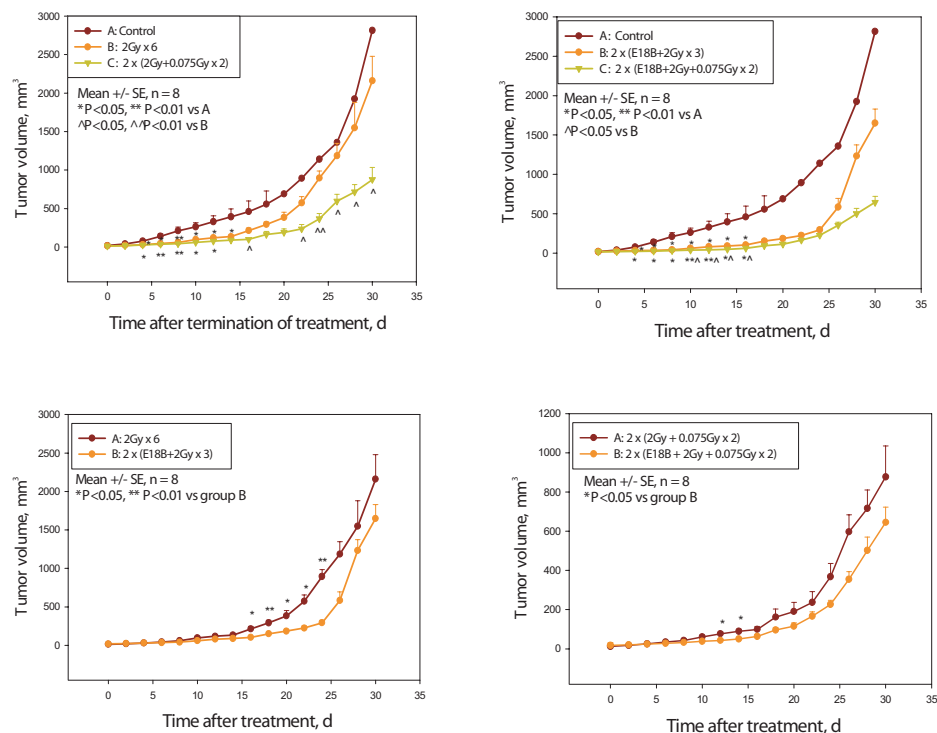 3000
2500
2000
1500
1000
500
0
0 5 10 15 20 25 30 35
Tumor volume, mm³
Time after termination of treatment, d
A: Control
B: 2Gy x 6
C: 2 x (2Gy+0.075Gy x 2)
Mean +/- SE, n = 8
*P<0.05, ** P<0.01 vs A
^P<0.05, ^^P<0.01 vs B
* ** ** * * *
* ** ** * * * ^ ^ ^^ ^ ^ ^
3000
2500
2000
1500
1000
500
0
0 5 10 15 20 25 30 35
Tumor volume, mm³
Time after treatment, d
A: Control
B: 2 x (E18B+2Gy x 3)
C: 2 x (E18B+2Gy+0.075Gy x 2)
Mean +/- SE, n = 8
*P<0.05, ** P<0.01 vs A
^P<0.05 vs B
* * * * * * *
* * * **^ **^ *^ *^
3000
2500
2000
1500
1000
500
0
0 5 10 15 20 25 30 35
Tumor volume, mm³
Time after treatment, d
A: 2Gy x 6
B: 2 x (E18B+2Gy x 3)
Mean +/- SE, n = 8
*P<0.05, ** P<0.01 vs group B
* ** * * **
1200
1000
800
600
400
200
0
0 5 10 15 20 25 30 35
Tumor volume, mm³
Time after treatment, d
A: 2 x (2Gy + 0.075Gy x 2)
B: 2 x (E18B + 2Gy + 0.075Gy x 2)
Mean +/- SE, n = 8
*P<0.05 vs group B
* *